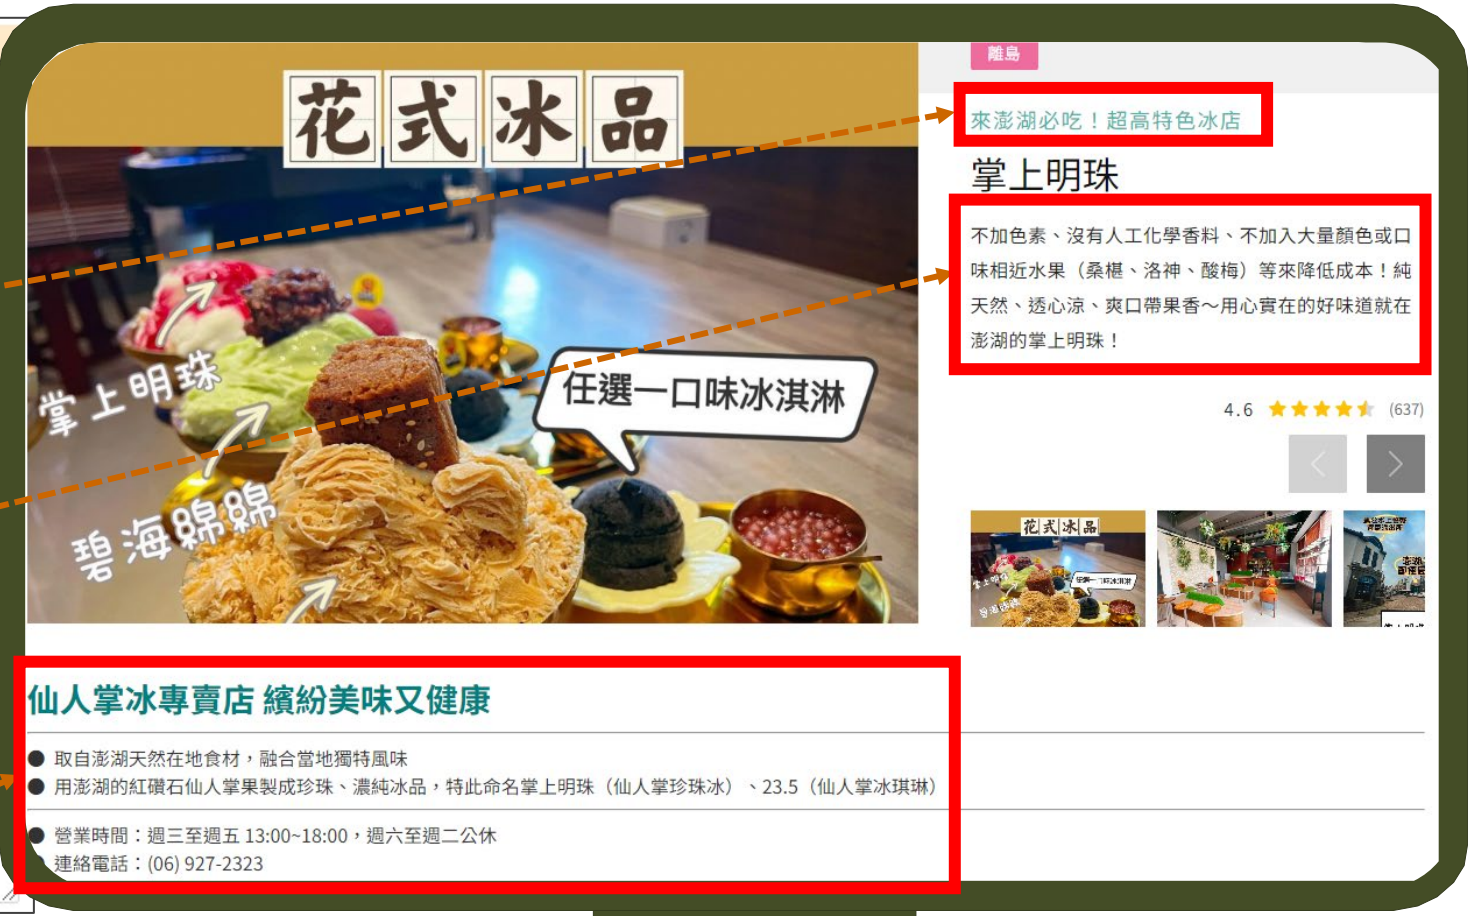 離島
花式冰品
來澎湖必吃！超高特色冰店
掌上明珠
不加色素、沒有人工化學香料、不加入大量顏色或口
味相近水果（桑椹、洛神、酸梅）等來降低成本！純
天然、透心涼、爽口帶果香～用心實在的好味道就在
澎湖的掌上明珠！
掌上明珠
任選一口味冰淇淋
碧海綿綿
4.6
(637)
花式冰品
仙人掌冰專賣店 繽紛美味又健康
● 取自澎湖天然在地食材，融合當地獨特風味
● 用澎湖的紅礸石仙人掌果製成珍珠、濃純冰品，特此命名掌上明珠（仙人掌珍珠冰）、23.5（仙人掌冰琪琳）
● 營業時間：週三至週五 13:00~18:00，週六至週二公休
連絡電話：(06) 927-2323